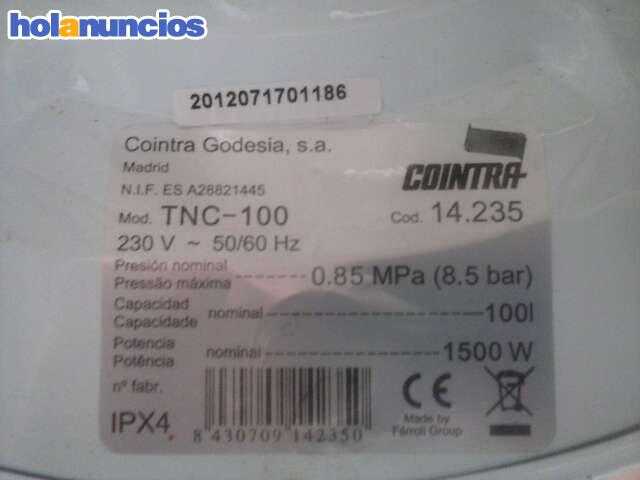 holanuncios
2012071701186
Cointra Godesia, s.a.
Madrid
N.I.F. ES A28821445
COINTRA
Mod. TNC-100 Cod. 14.235
230 V ~ 50/60 Hz
Presión nominal
Pressão máxima 0.85 MPa (8.5 bar)
Capacidad
Capacidade nominal 100l
Potencia
Potência nominal 1500 W
nº fabr.
CE
IPX4
8 430709 142350
Made by
Ferroli Group